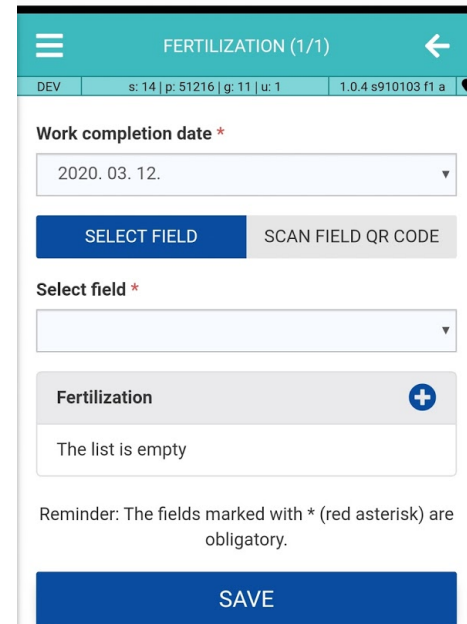 FERTILIZATION (1/1)
DEV s: 14 | p: 51216 | g: 11 | u: 1 1.0.4 s910103 f1 a
Work completion date *
2020. 03. 12.
SELECT FIELD SCAN FIELD QR CODE
Select field *
Fertilization
The list is empty
Reminder: The fields marked with * (red asterisk) are
obligatory.
SAVE